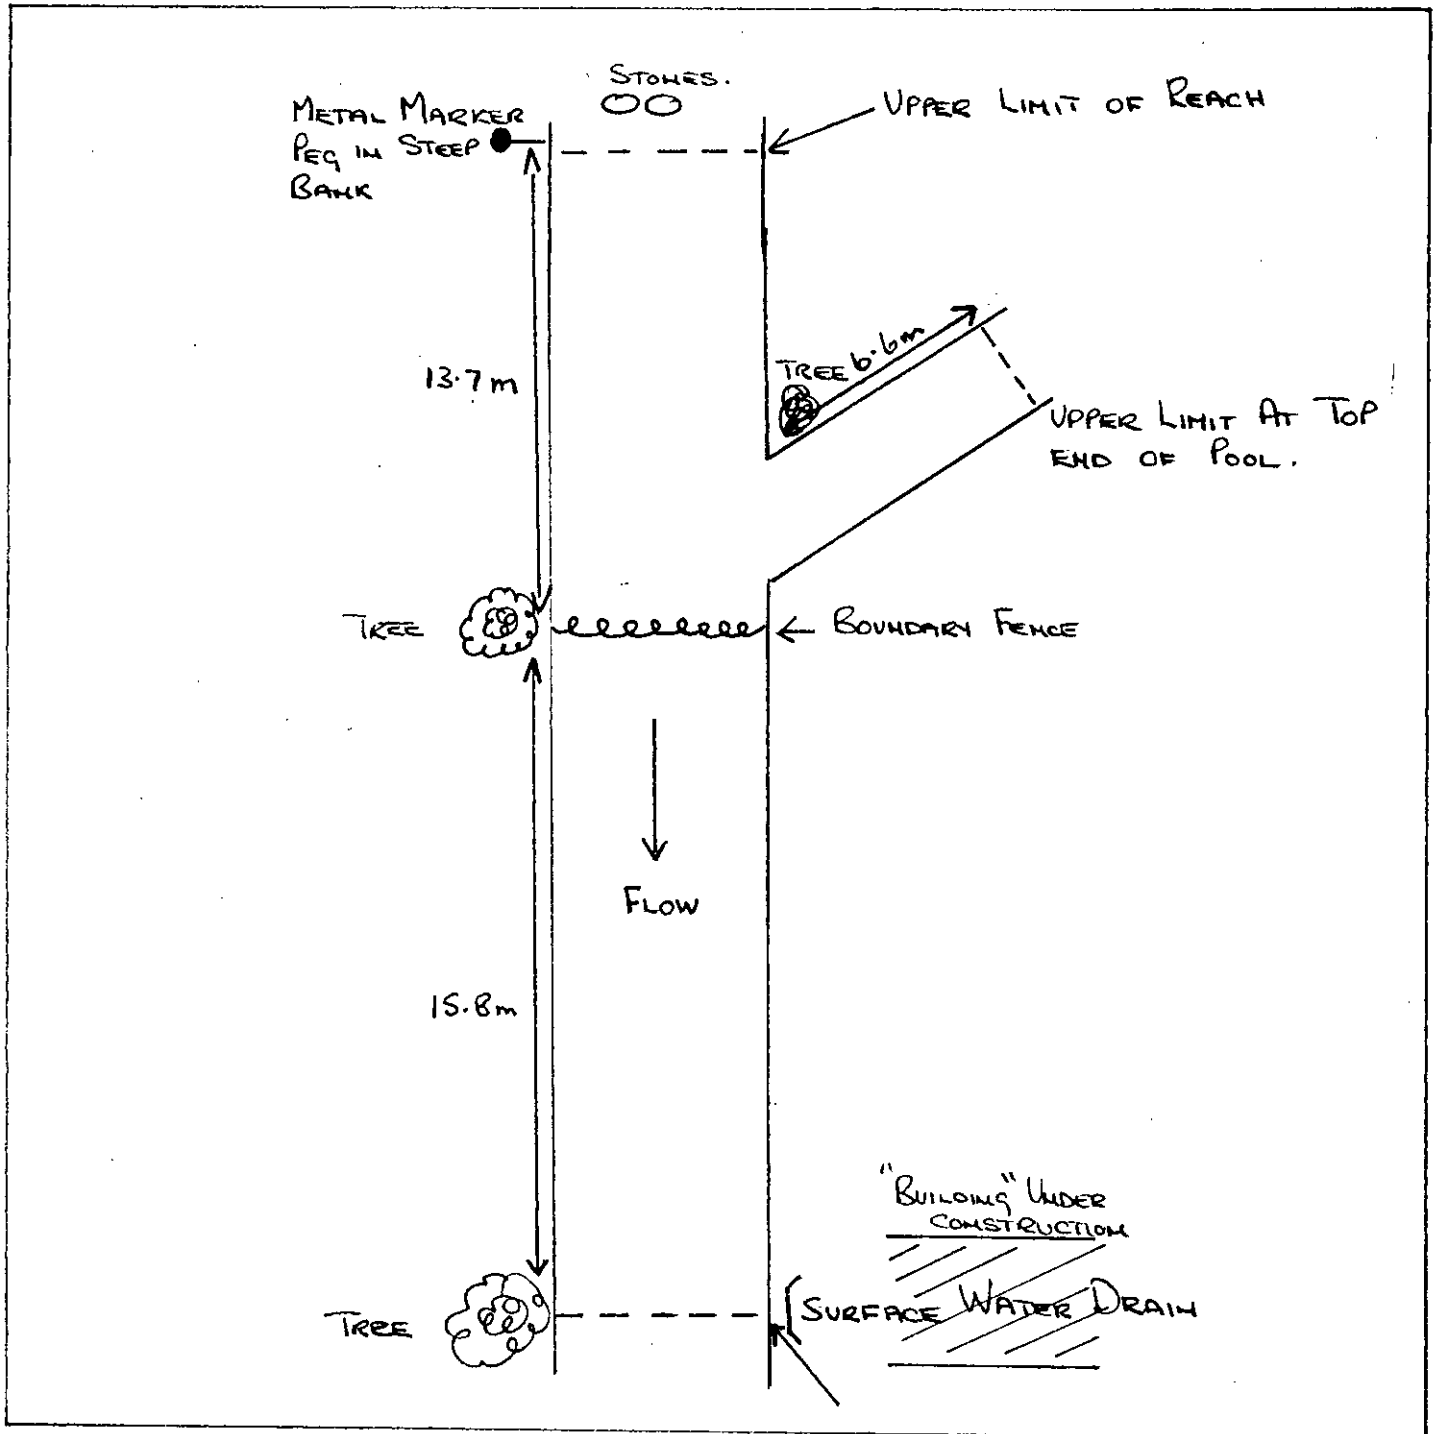 STONES.
METAL MARKER
PEG IN STEEP
BANK
UPPER LIMIT OF REACH
13.7m
TREE 6.6m
UPPER LIMIT AT TOP
END OF POOL.
TREE
BOUNDARY FENCE
FLOW
15.8m
"BUILDING" UNDER
CONSTRUCTION
TREE
SURFACE WATER DRAIN